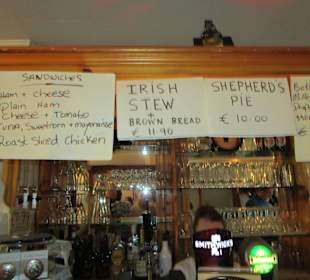 SANDWICHES
Ham + cheese
Plain Ham
Cheese + Tomato
Tuna, Sweetcorn + mayonnaise
Roast Sliced Chicken
IRISH
STEW
+
BROWN BREAD
€ 11.90
SHEPHERD'S
PIE
€ 10.00
SMITHWICK'S